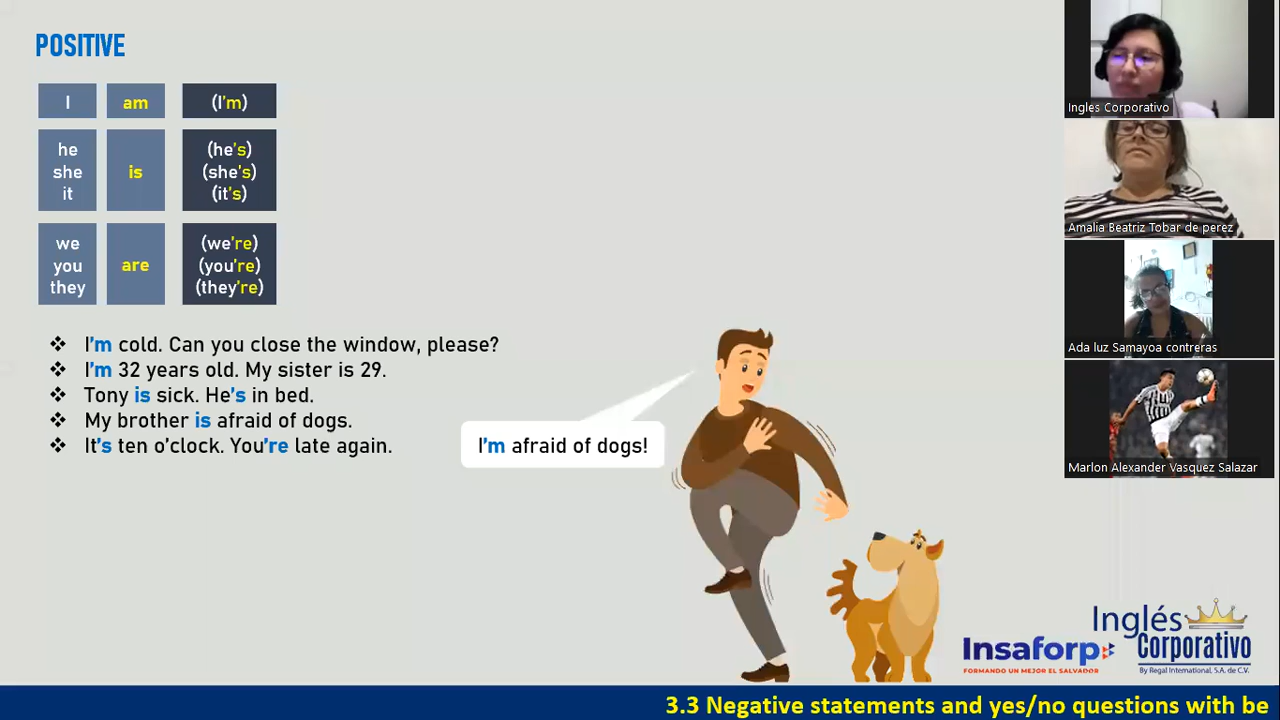 POSITIVE
I am (I'm)
he
she
it
is
(he's)
(she's)
(it's)
we
you
they
are
(we're)
(you're)
(they're)
❖ I'm cold. Can you close the window, please?
❖ I'm 32 years old. My sister is 29.
❖ Tony is sick. He's in bed.
❖ My brother is afraid of dogs.
❖ It's ten o'clock. You're late again.
I'm afraid of dogs!
Ingles Corporativo
Amalia Beatriz Tobar de perez
Ada luz Samayoa contreras
Marlon Alexander Vasquez Salazar
Insaforp
FORMANDO UN MEJOR EL SALVADOR
Inglés
Corporativo
By Regal International, S.A. de C.V.
3.3 Negative statements and yes/no questions with be